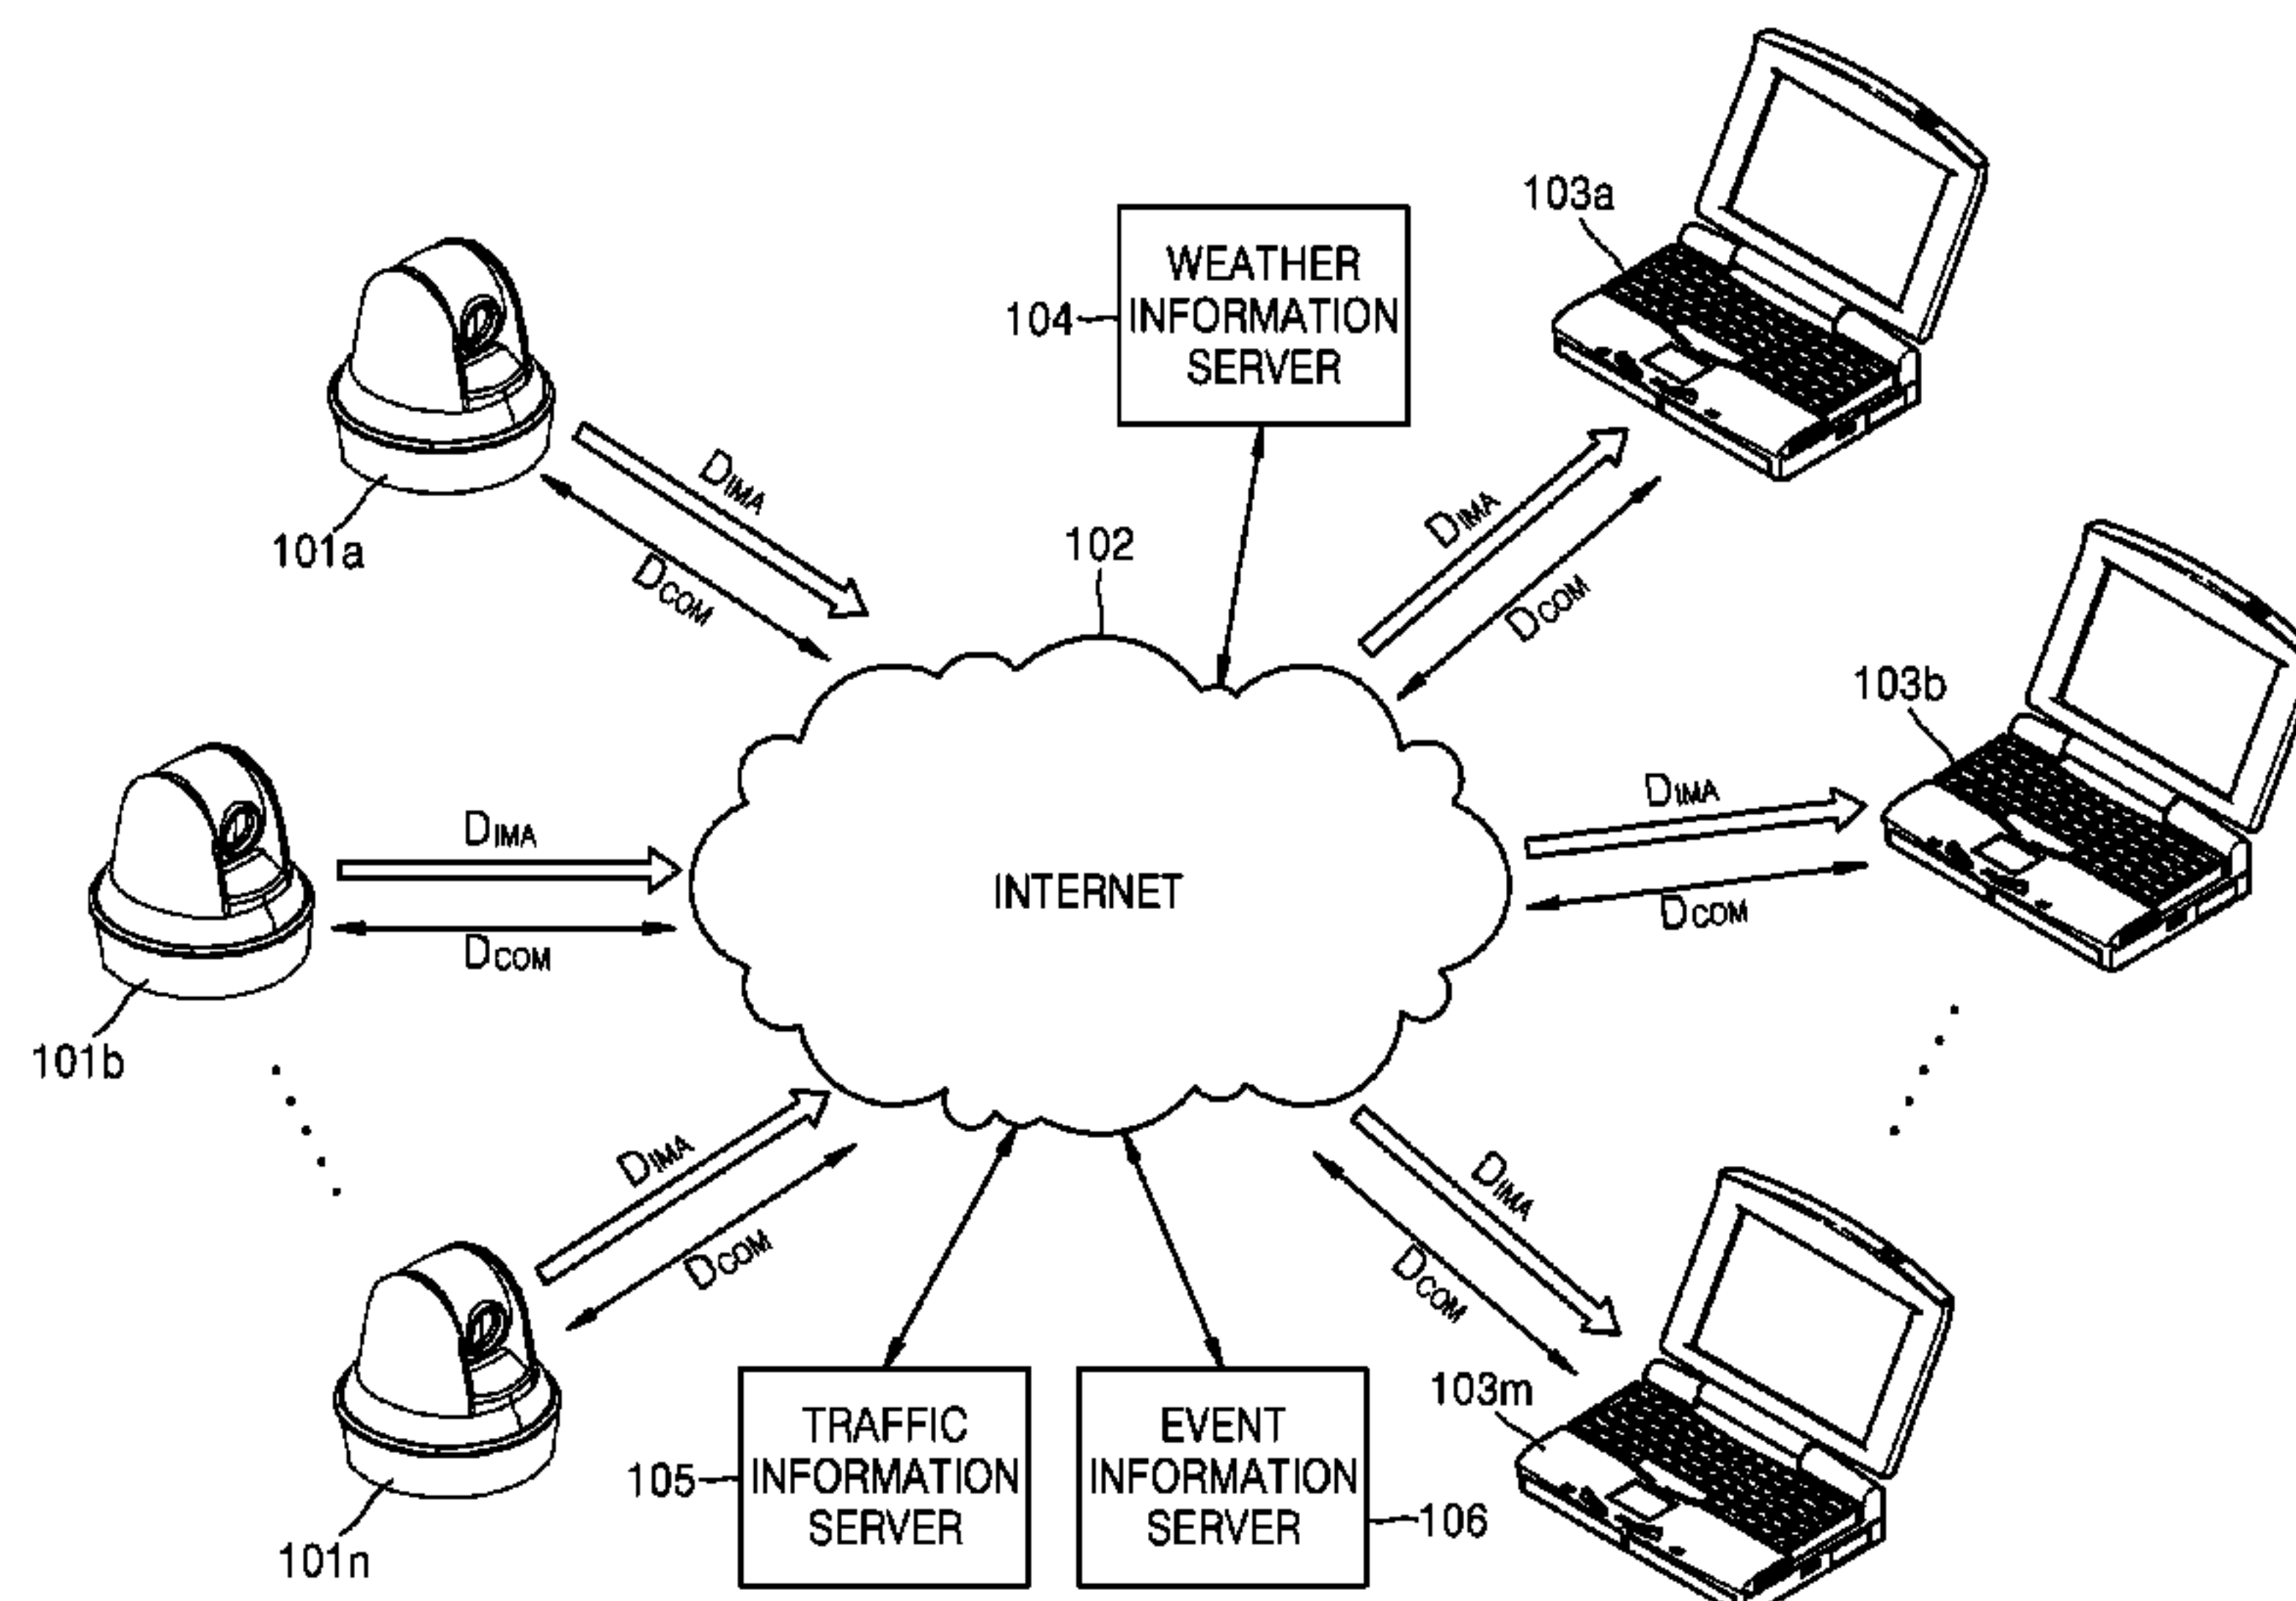 103a
WEATHER
INFORMATION
SERVER
104
DIMA
DCOM
101a
102
DIMA
DCOM
103b
INTERNET
DIMA
DCOM
DIMA
DCOM
101b
DIMA
DCOM
DIMA
DCOM
103m
TRAFFIC
INFORMATION
SERVER
105
EVENT
INFORMATION
SERVER
106
101n